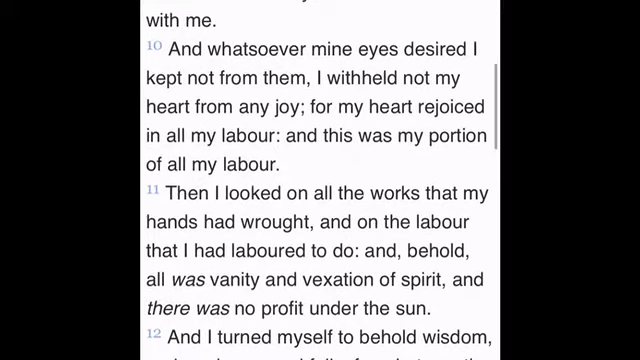 with me.
10 And whatsoever mine eyes desired I
kept not from them, I withheld not my
heart from any joy; for my heart rejoiced
in all my labour: and this was my portion
of all my labour.
11 Then I looked on all the works that my
hands had wrought, and on the labour
that I had laboured to do: and, behold,
all was vanity and vexation of spirit, and
there was no profit under the sun.
12 And I turned myself to behold wisdom,